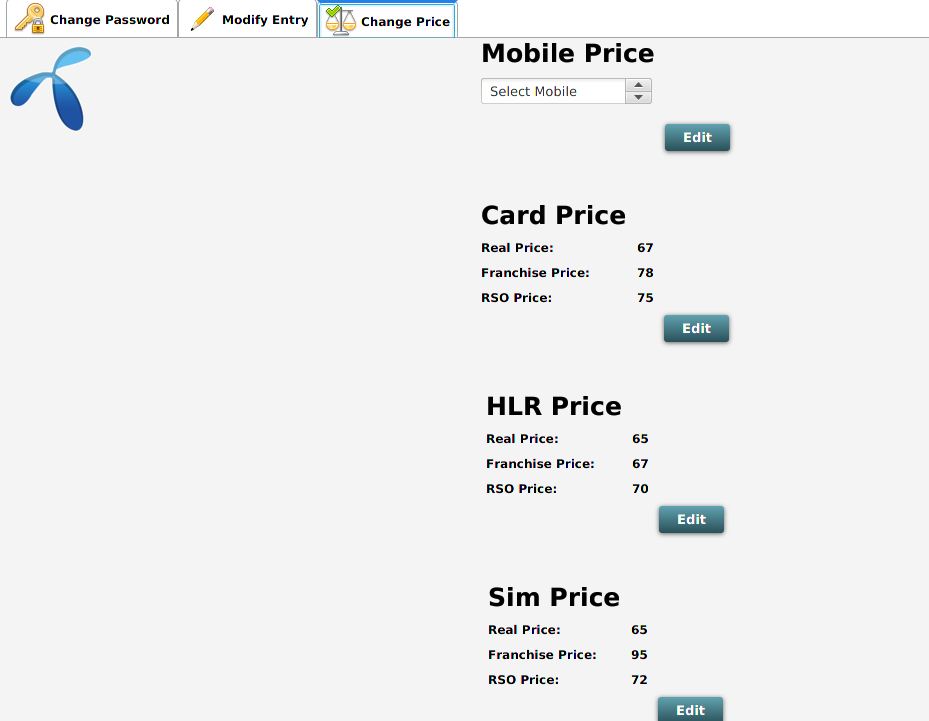 Change Password Modify Entry Change Price
Mobile Price
Select Mobile
Edit
Card Price
Real Price: 67
Franchise Price: 78
RSO Price: 75
Edit
HLR Price
Real Price: 65
Franchise Price: 67
RSO Price: 70
Edit
Sim Price
Real Price: 65
Franchise Price: 95
RSO Price: 72
Edit